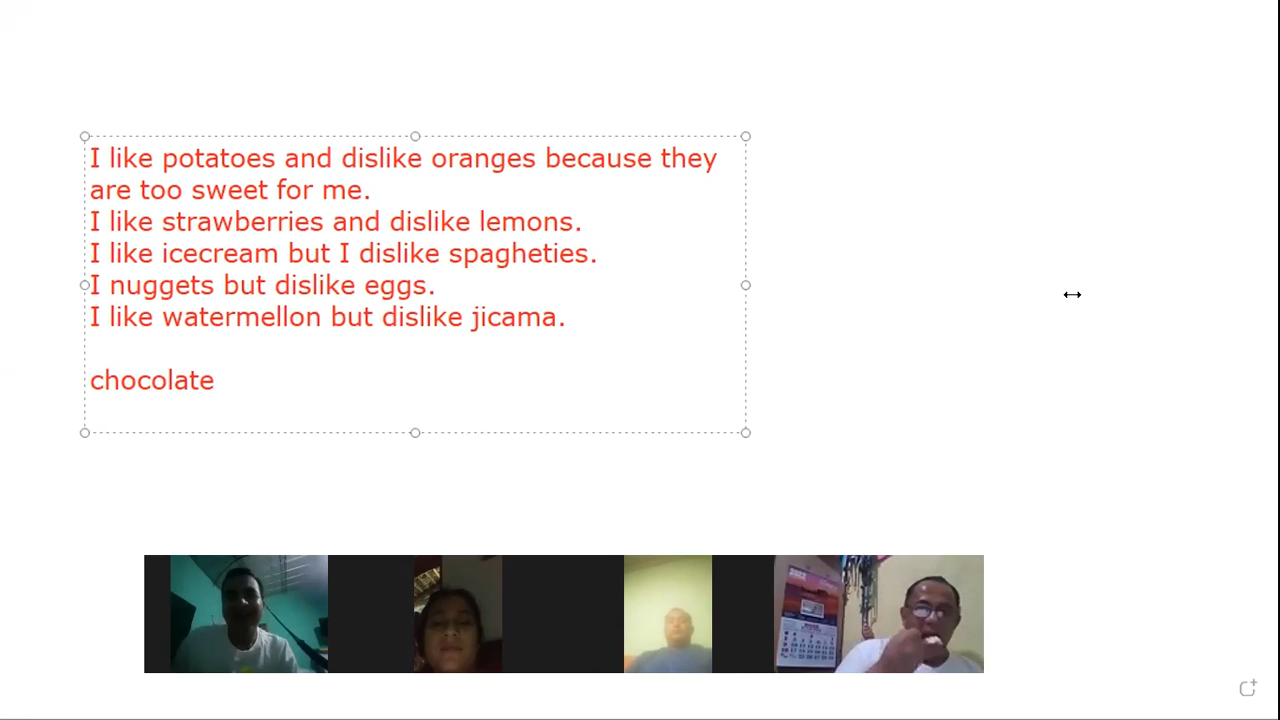 I like potatoes and dislike oranges because they
are too sweet for me.
I like strawberries and dislike lemons.
I like icecream but I dislike spagheties.
I nuggets but dislike eggs.
I like watermellon but dislike jicama.
chocolate